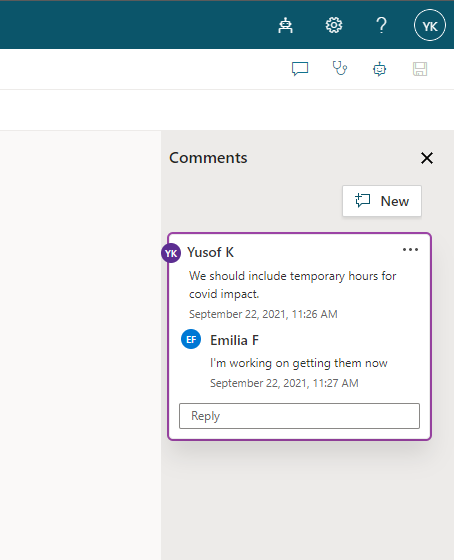 ?
YK
Comments
New
YK
Yusof K
We should include temporary hours for
covid impact.
September 22, 2021, 11:26 AM
EF
Emilia F
I'm working on getting them now
September 22, 2021, 11:27 AM
Reply